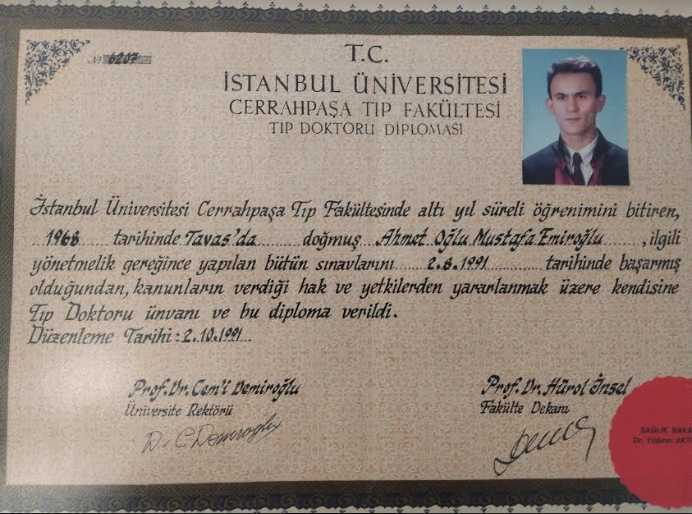 № 6207
T.C.
İSTANBUL ÜNİVERSİTESİ
CERRAHPAŞA TIP FAKÜLTESİ
TIP DOKTORU DİPLOMASI
İstanbul Üniversitesi Cerrahpaşa Tıp Fakültesinde altı yıl süreli öğrenimini bitiren,
1968 tarihinde Tavas'da doğmuş Ahmet Oğlu Mustafa Emiroğlu, ilgili
yönetmelik gereğince yapılan bütün sınavlarını 2.8.1991 tarihinde başarmış
olduğundan, kanunların verdiği hak ve yetkilerden yararlanmak üzere kendisine
Tıp Doktoru ünvanı ve bu diploma verildi.
Düzenleme Tarihi: 2.10.1991
Prof. Dr. Cem'i Demiroğlu
Üniversite Rektörü
Dr. C. Demiroğlu
Prof. Dr. Hürol İnsel
Fakülte Dekanı
SAĞLIK BAKA
Dr. Yıldırım AKT